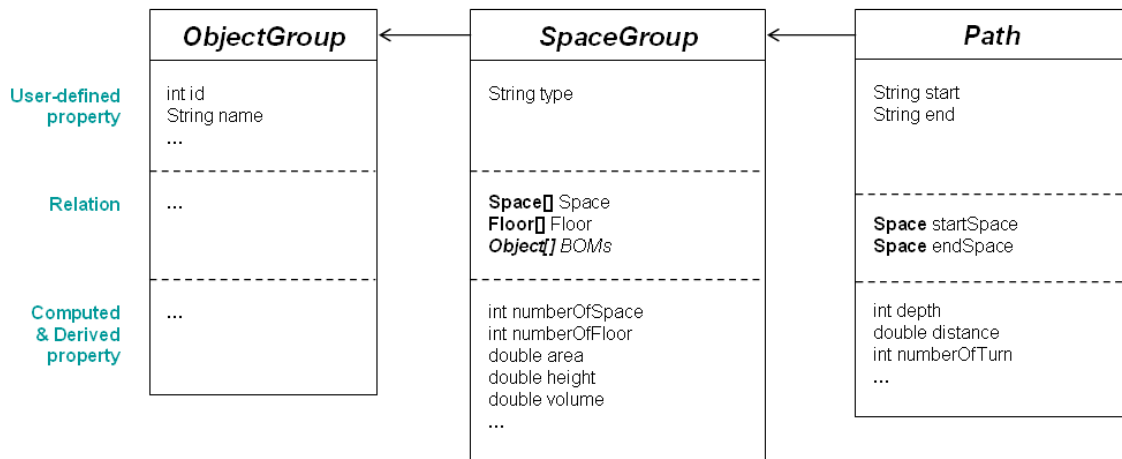 ObjectGroup
SpaceGroup
Path
User-defined
property
int id
String name
...
String type
String start
String end
Relation
...
Space[] Space
Floor[] Floor
Object[] BOMs
Space startSpace
Space endSpace
Computed
& Derived
property
...
int numberOfSpace
int numberOfFloor
double area
double height
double volume
...
int depth
double distance
int numberOfTurn
...